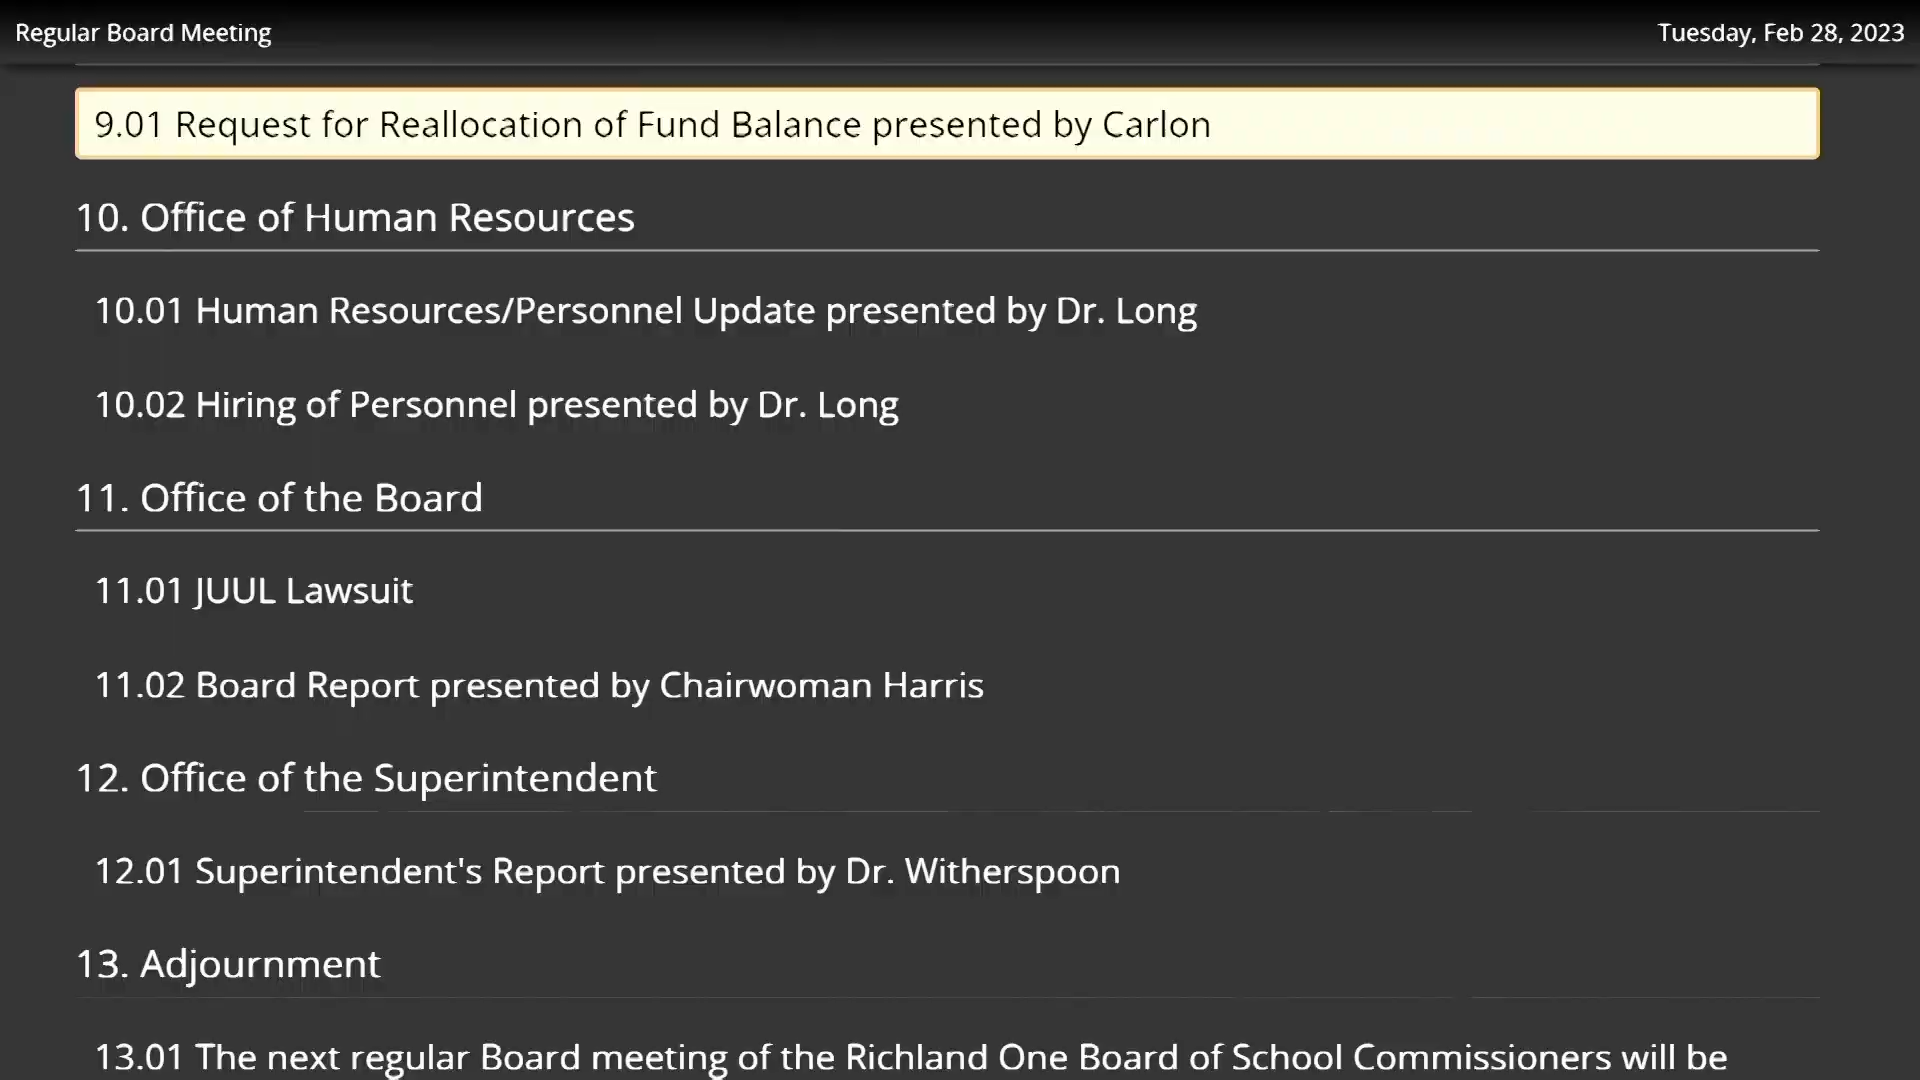 Regular Board Meeting
Tuesday, Feb 28, 2023
9.01 Request for Reallocation of Fund Balance presented by Carlon
10. Office of Human Resources
10.01 Human Resources/Personnel Update presented by Dr. Long
10.02 Hiring of Personnel presented by Dr. Long
11. Office of the Board
11.01 JUUL Lawsuit
11.02 Board Report presented by Chairwoman Harris
12. Office of the Superintendent
12.01 Superintendent's Report presented by Dr. Witherspoon
13. Adjournment
13.01 The next regular Board meeting of the Richland One Board of School Commissioners will be